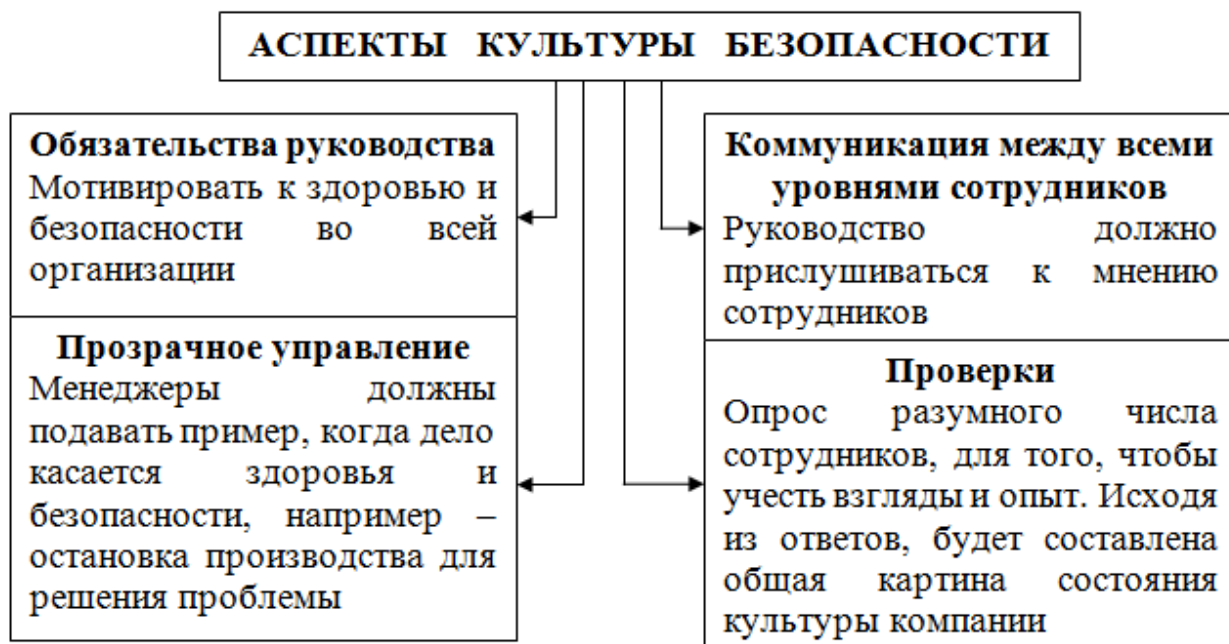 АСПЕКТЫ КУЛЬТУРЫ БЕЗОПАСНОСТИ
Обязательства руководства
Мотивировать к здоровью и
безопасности во всей
организации
Прозрачное управление
Менеджеры должны
подавать пример, когда дело
касается здоровья и
безопасности, например –
остановка производства для
решения проблемы
Коммуникация между всеми
уровнями сотрудников
Руководство должно
прислушиваться к мнению
сотрудников
Проверки
Опрос разумного числа
сотрудников, для того, чтобы
учесть взгляды и опыт. Исходя
из ответов, будет составлена
общая картина состояния
культуры компании